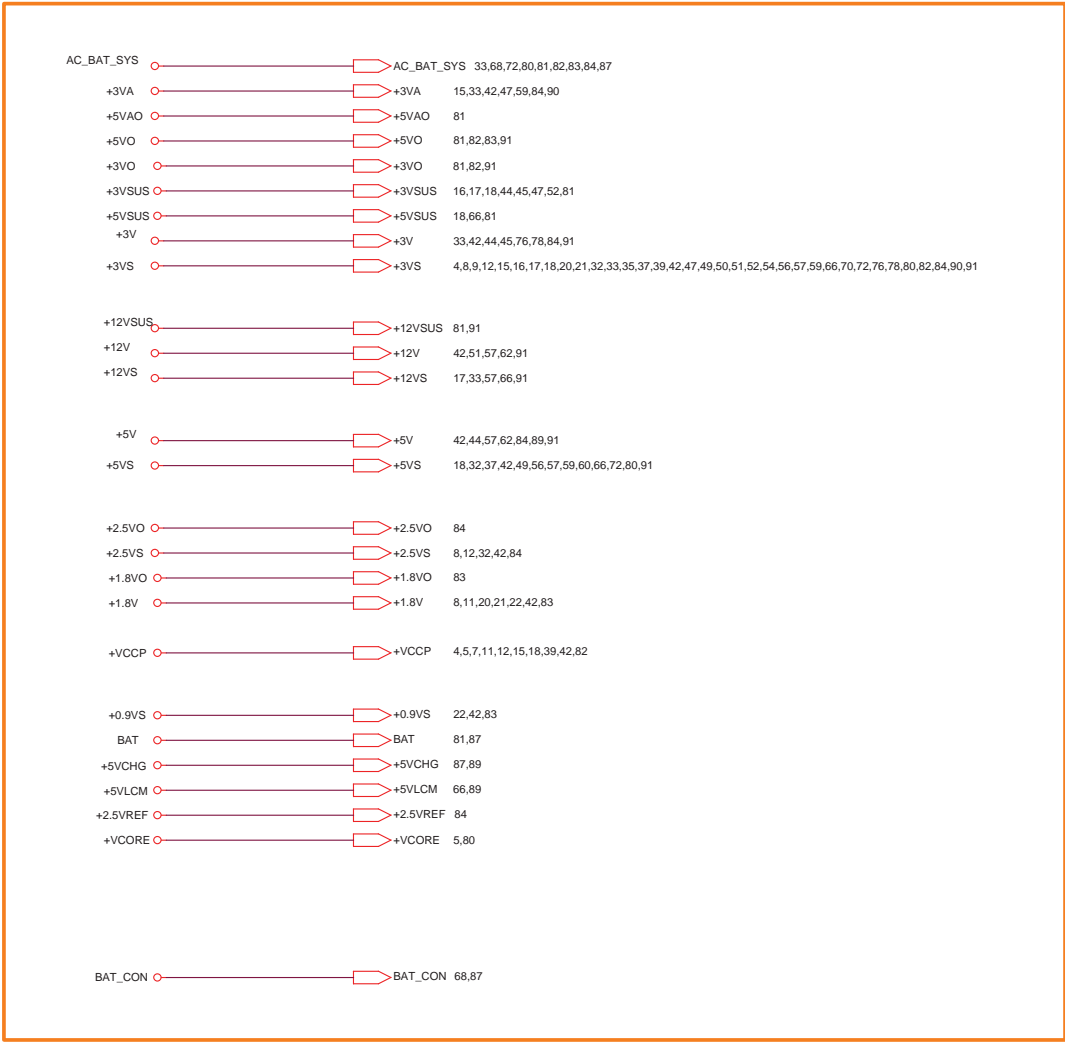 AC_BAT_SYS AC_BAT_SYS 33,68,72,80,81,82,83,84,87
+3VA +3VA 15,33,42,47,59,84,90
+5VAO +5VAO 81
+5VO +5VO 81,82,83,91
+3VO +3VO 81,82,91
+3VSUS +3VSUS 16,17,18,44,45,47,52,81
+5VSUS +5VSUS 18,66,81
+3V +3V 33,42,44,45,76,78,84,91
+3VS +3VS 4,8,9,12,15,16,17,18,20,21,32,33,35,37,39,42,47,49,50,51,52,54,56,57,59,66,70,72,76,78,80,82,84,90,91
+12VSUS +12VSUS 81,91
+12V +12V 42,51,57,62,91
+12VS +12VS 17,33,57,66,91
+5V +5V 42,44,57,62,84,89,91
+5VS +5VS 18,32,37,42,49,56,57,59,60,66,72,80,91
+2.5VO +2.5VO 84
+2.5VS +2.5VS 8,12,32,42,84
+1.8VO +1.8VO 83
+1.8V +1.8V 8,11,20,21,22,42,83
+VCCP +VCCP 4,5,7,11,12,15,18,39,42,82
+0.9VS +0.9VS 22,42,83
BAT BAT 81,87
+5VCHG +5VCHG 87,89
+5VLCM +5VLCM 66,89
+2.5VREF +2.5VREF 84
+VCORE +VCORE 5,80
BAT_CON BAT_CON 68,87